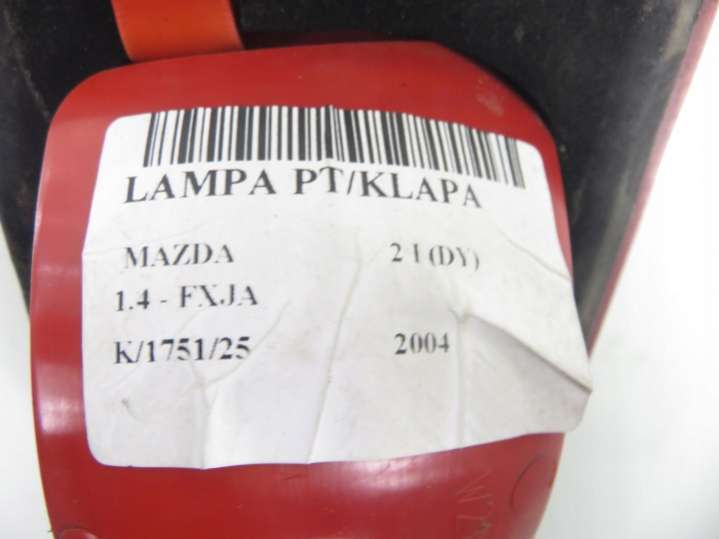 LAMPA PT/KLAPA
MAZDA 2 I (DY)
1.4 - FXJA
K/1751/25 2004